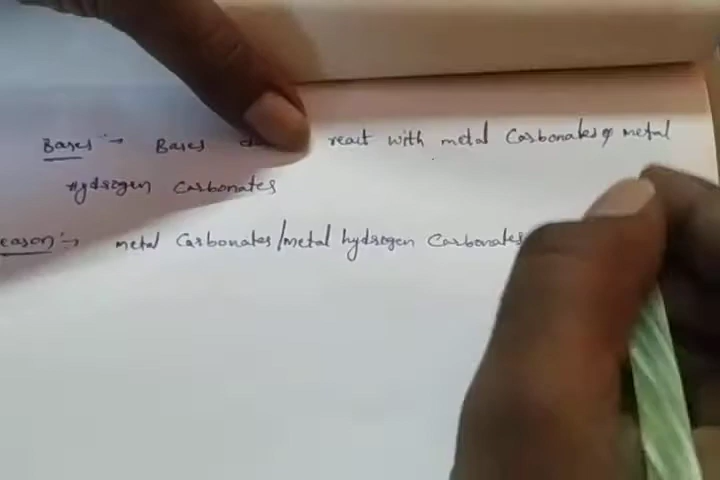 Bases :→ Bases react with metal Carbonates & metal
Hydrogen Carbonates
eason :→ metal Carbonates/metal hydrogen Carbonates